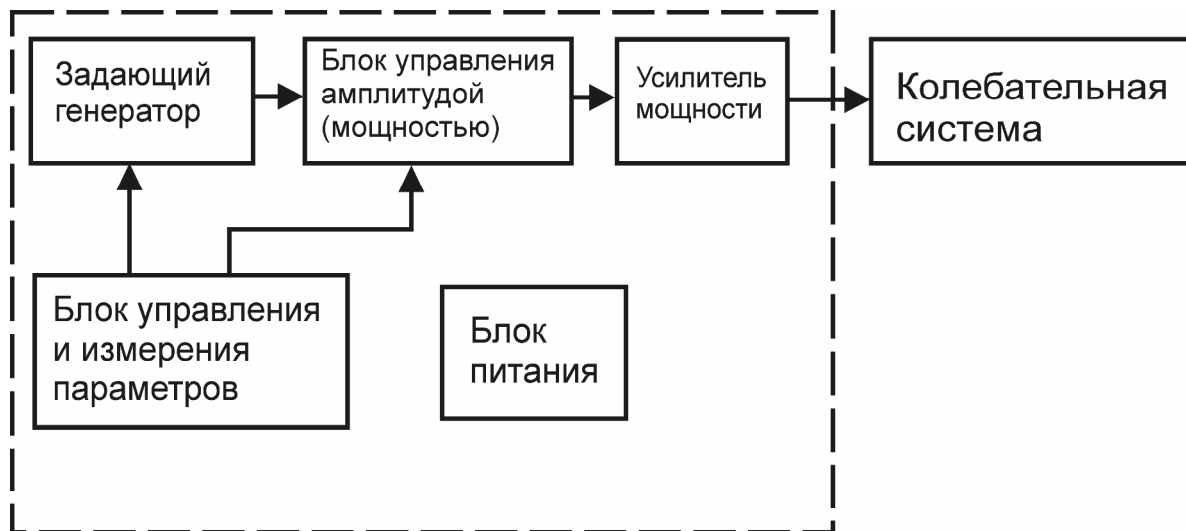 Задающий
генератор
Блок управления
амплитудой
(мощностью)
Усилитель
мощности
Колебательная
система
Блок управления
и измерения
параметров
Блок
питания